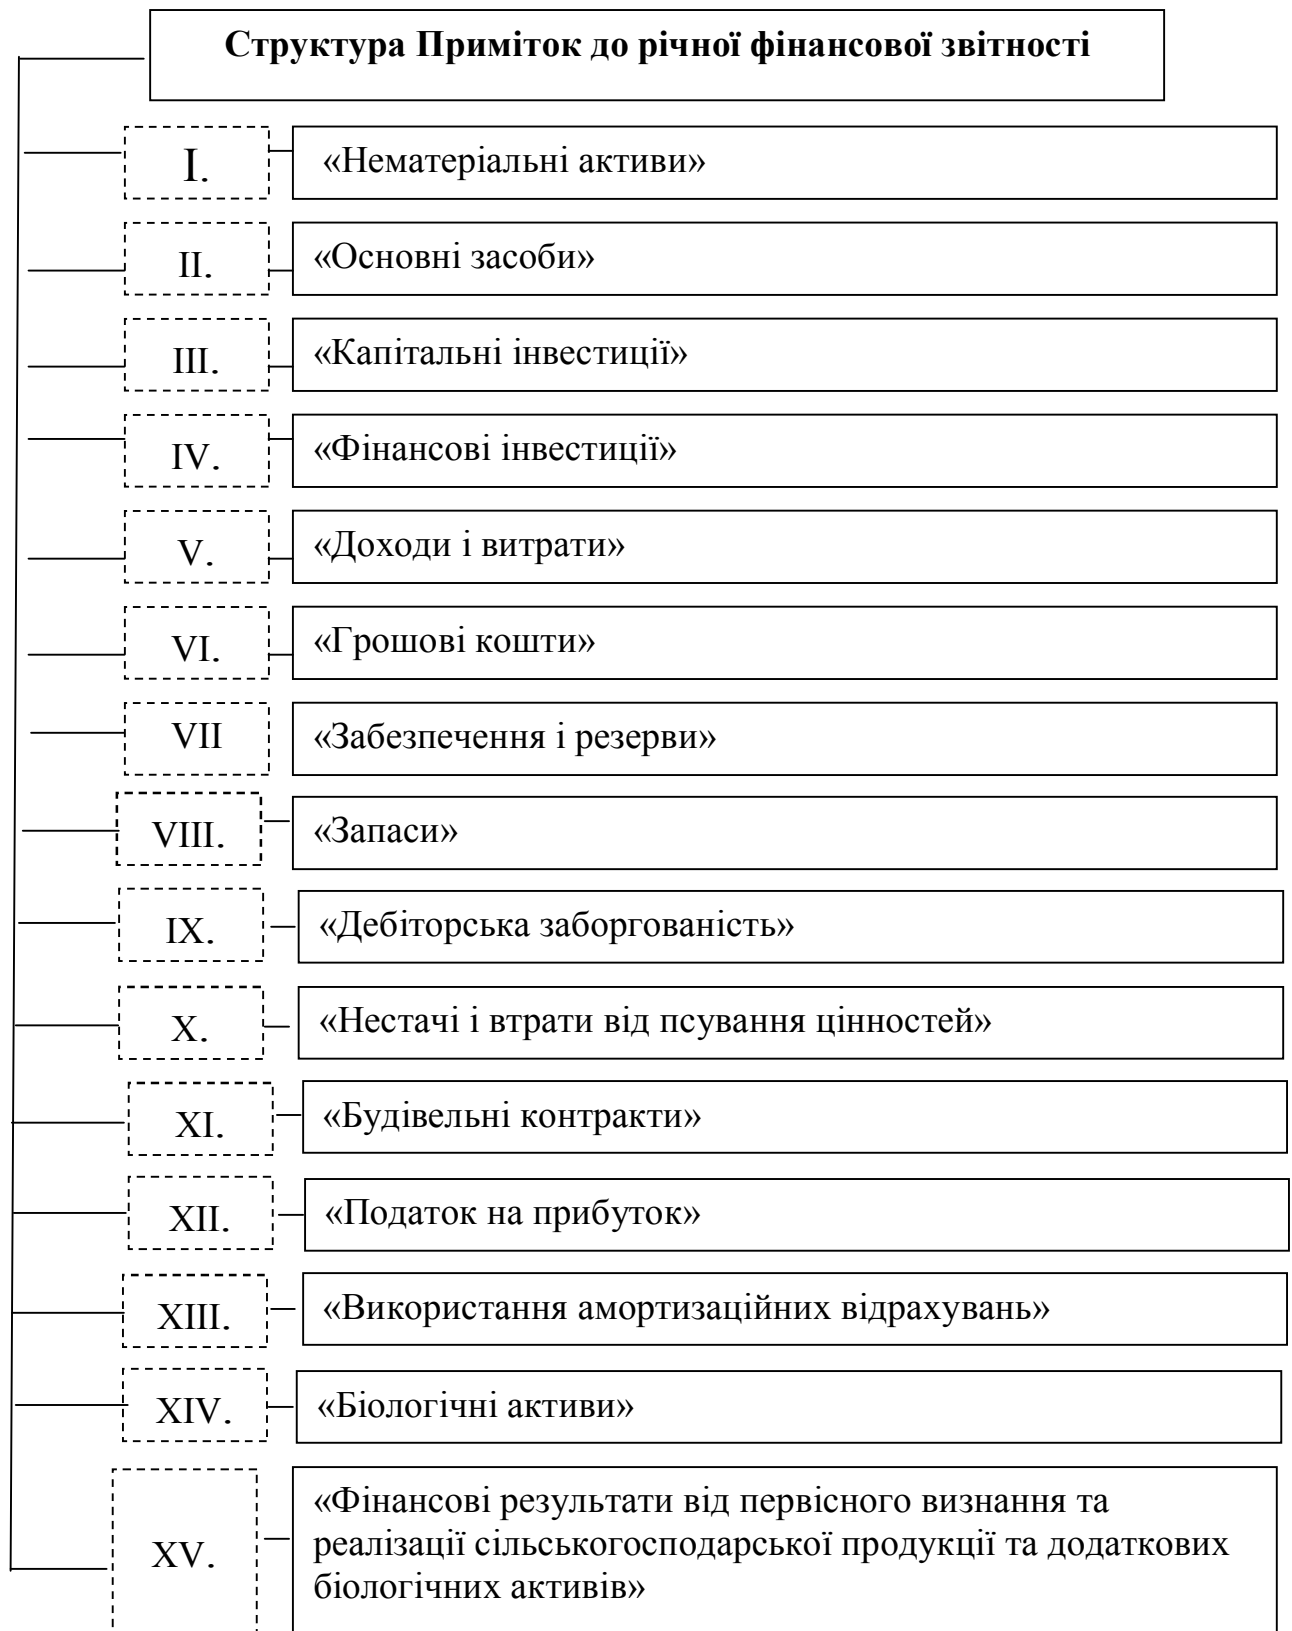 Структура Приміток до річної фінансової звітності
I. «Нематеріальні активи»
II. «Основні засоби»
III. «Капітальні інвестиції»
IV. «Фінансові інвестиції»
V. «Доходи і витрати»
VI. «Грошові кошти»
VII «Забезпечення і резерви»
VIII. «Запаси»
IX. «Дебіторська заборгованість»
X. «Нестачі і втрати від псування цінностей»
XI. «Будівельні контракти»
XII. «Податок на прибуток»
XIII. «Використання амортизаційних відрахувань»
XIV. «Біологічні активи»
XV. «Фінансові результати від первісного визнання та
реалізації сільськогосподарської продукції та додаткових
біологічних активів»